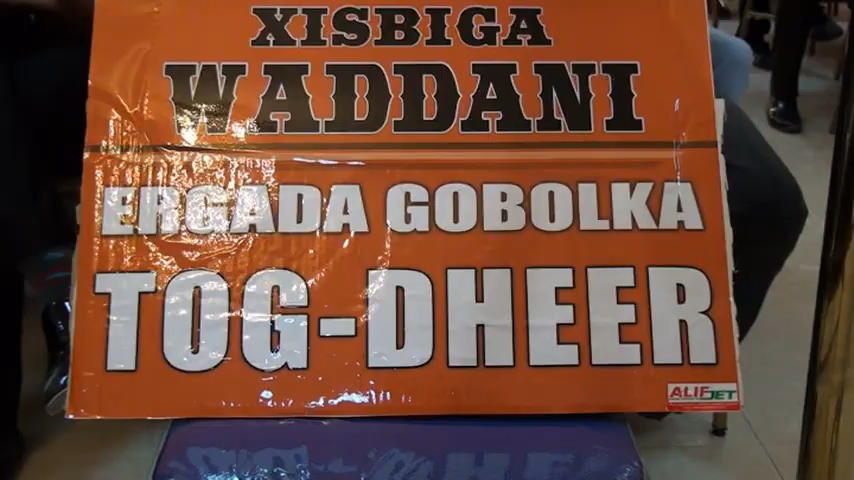 XISBIGA
WADDANI
ERGADA GOBOLKA
TOG-DHEER
ALIFJET